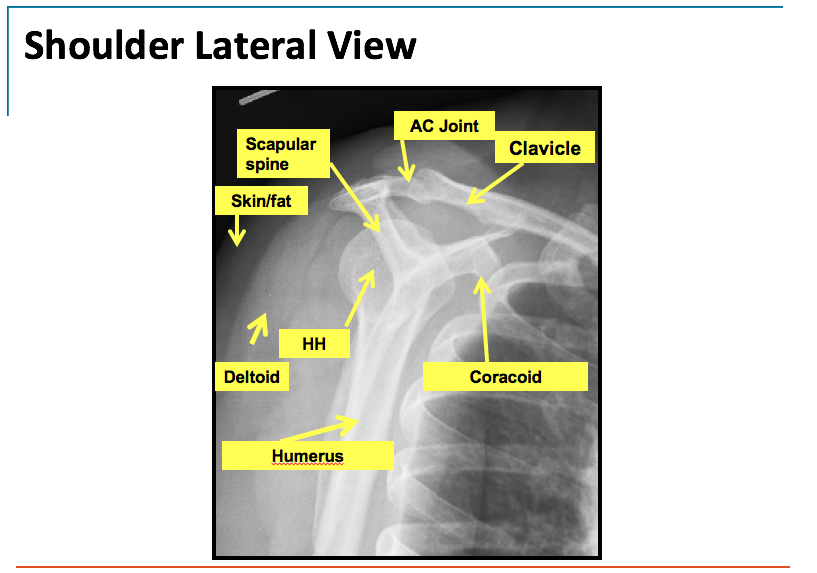 Shoulder Lateral View
AC Joint
Scapular
spine
Clavicle
Skin/fat
HH
Deltoid
Coracoid
Humerus